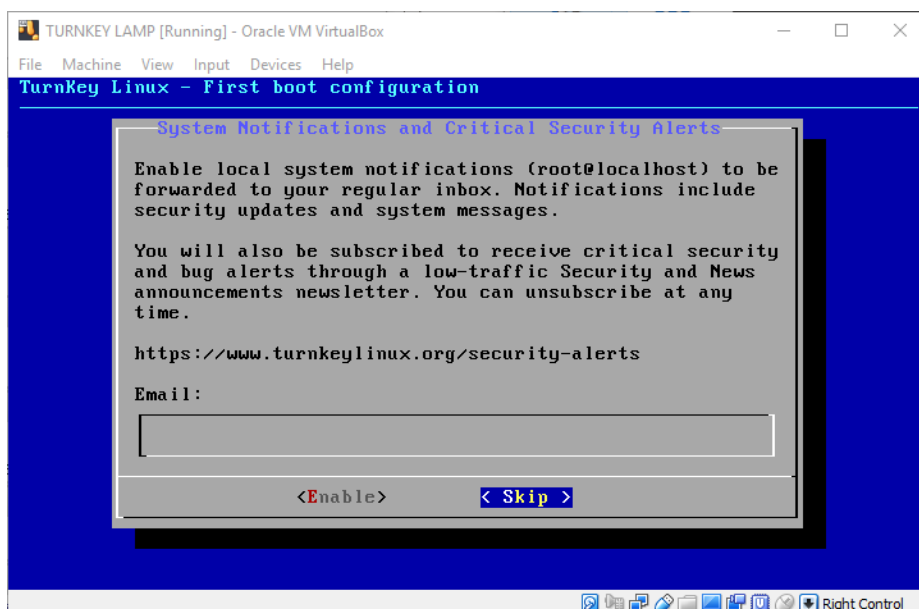 TURNKEY LAMP [Running] - Oracle VM VirtualBox
File Machine View Input Devices Help
TurnKey Linux - First boot configuration
System Notifications and Critical Security Alerts
Enable local system notifications (root@localhost) to be
forwarded to your regular inbox. Notifications include
security updates and system messages.
You will also be subscribed to receive critical security
and bug alerts through a low-traffic Security and News
announcements newsletter. You can unsubscribe at any
time.
https://www.turnkeylinux.org/security-alerts
Email:
<Enable> < Skip >
Right Control